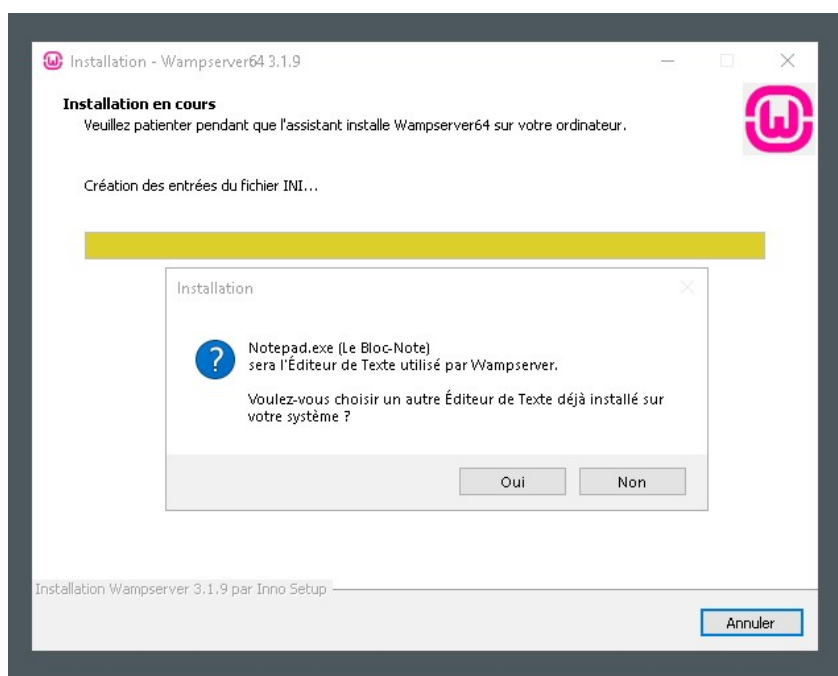 Installation - Wampserver64 3.1.9
Installation en cours
Veuillez patienter pendant que l'assistant installe Wampserver64 sur votre ordinateur.
Création des entrées du fichier INI...
Installation
Notepad.exe (Le Bloc-Note)
sera l'Éditeur de Texte utilisé par Wampserver.
Voulez-vous choisir un autre Éditeur de Texte déjà installé sur
votre système ?
Oui
Non
Installation Wampserver 3.1.9 par Inno Setup
Annuler